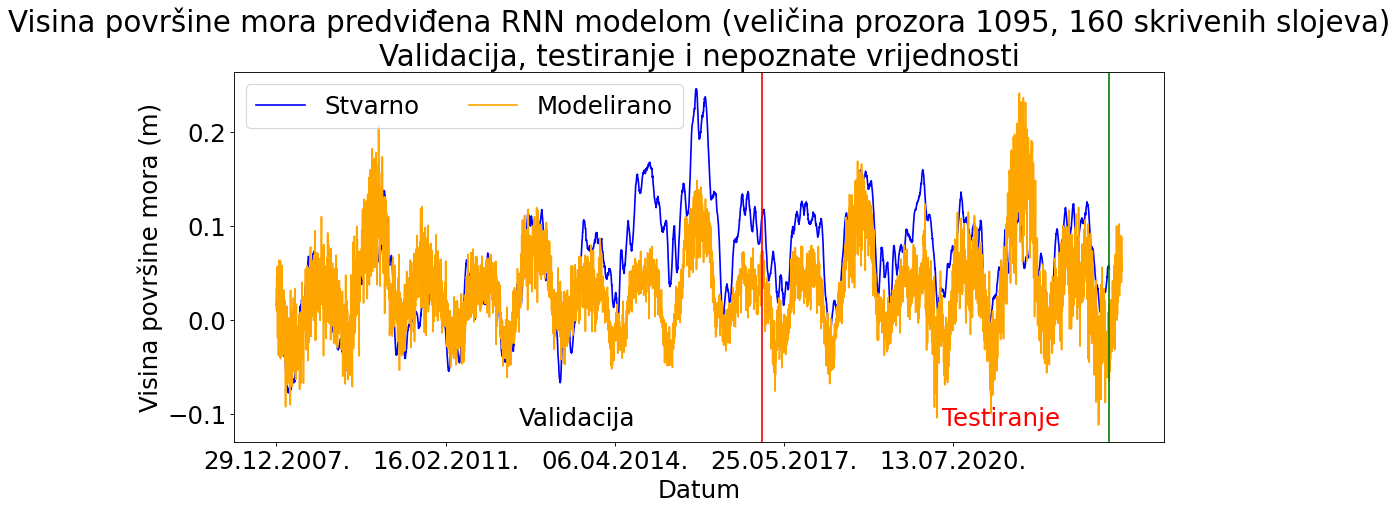 Visina površine mora predviđena RNN modelom (veličina prozora 1095, 160 skrivenih slojeva)
Validacija, testiranje i nepoznate vrijednosti
Stvarno Modelirano
Visina površine mora (m)
0.2
0.1
0.0
−0.1
Validacija Testiranje
29.12.2007. 16.02.2011. 06.04.2014. 25.05.2017. 13.07.2020.
Datum